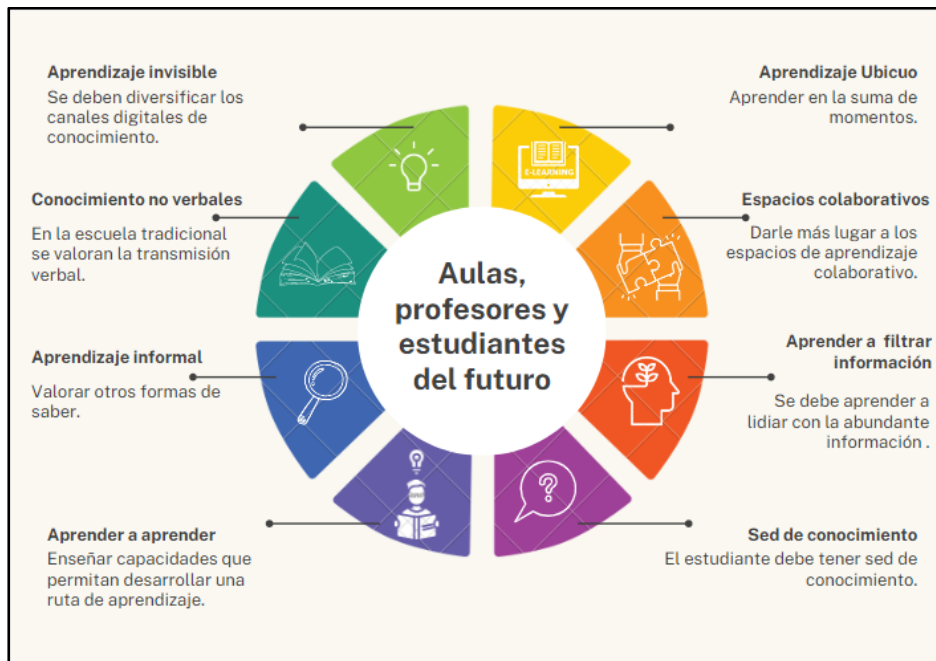 Aprendizaje invisible
Se deben diversificar los
canales digitales de
conocimiento.
Conocimiento no verbales
En la escuela tradicional
se valoran la transmisión
verbal.
Aprendizaje informal
Valorar otros formas de
saber.
Aprender a aprender
Enseñar capacidades que
permitan desarrollar una
ruta de aprendizaje.
E-LEARNING
Aulas,
profesores y
estudiantes
del futuro
Aprendizaje Ubicuo
Aprender en la suma de
momentos.
Espacios colaborativos
Darle más lugar a los
espacios de aprendizaje
colaborativo.
Aprender a filtrar
información
Se debe aprender a
lidiar con la abundante
información .
Sed de conocimiento
El estudiante debe tener sed de
conocimiento.